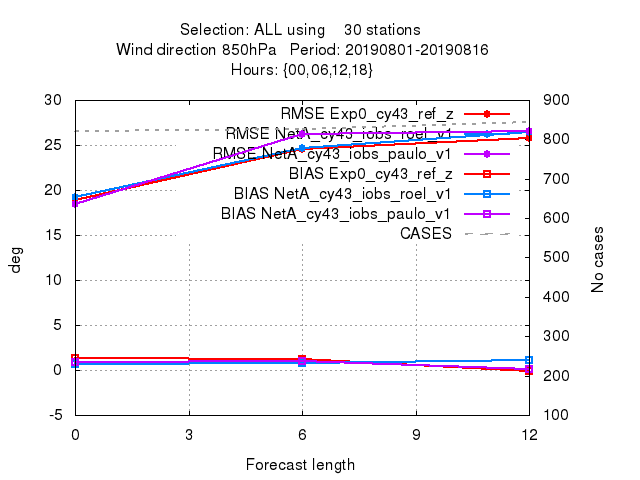 Selection: ALL using 30 stations
Wind direction 850hPa Period: 20190801-20190816
Hours: {00,06,12,18}
RMSE Exp0_cy43_ref_z
RMSE NetA_cy43_iobs_roel_v1
RMSE NetA_cy43_iobs_paulo_v1
BIAS Exp0_cy43_ref_z
BIAS NetA_cy43_iobs_roel_v1
BIAS NetA_cy43_iobs_paulo_v1
CASES
30
25
20
15
10
5
0
-5
deg
900
800
700
600
500
400
300
200
100
No cases
0 3 6 9 12
Forecast length